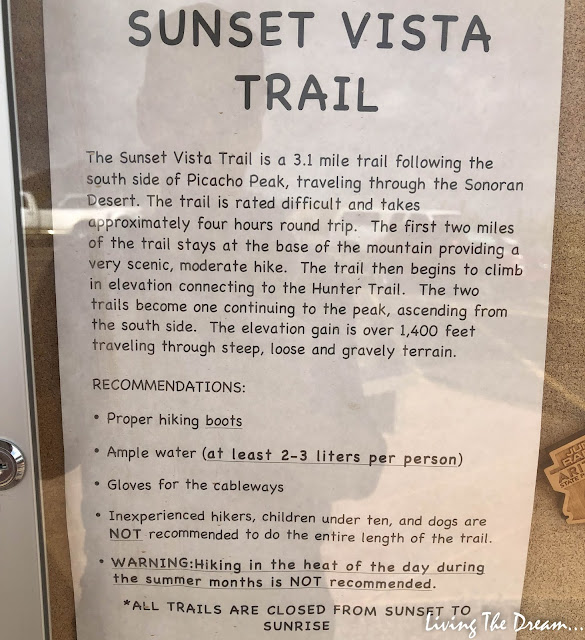 SUNSET VISTA
TRAIL
The Sunset Vista Trail is a 3.1 mile trail following the
south side of Picacho Peak, traveling through the Sonoran
Desert. The trail is rated difficult and takes
approximately four hours round trip. The first two miles
of the trail stays at the base of the mountain providing a
very scenic, moderate hike. The trail then begins to climb
in elevation connecting to the Hunter Trail. The two
trails become one continuing to the peak, ascending from
the south side. The elevation gain is over 1,400 feet
traveling through steep, loose and gravely terrain.
RECOMMENDATIONS:
• Proper hiking boots
• Ample water (at least 2-3 liters per person)
• Gloves for the cableways
• Inexperienced hikers, children under ten, and dogs are
NOT recommended to do the entire length of the trail.
• WARNING:Hiking in the heat of the day during
the summer months is NOT recommended.
*ALL TRAILS ARE CLOSED FROM SUNSET TO
SUNRISE
Living The Dream...